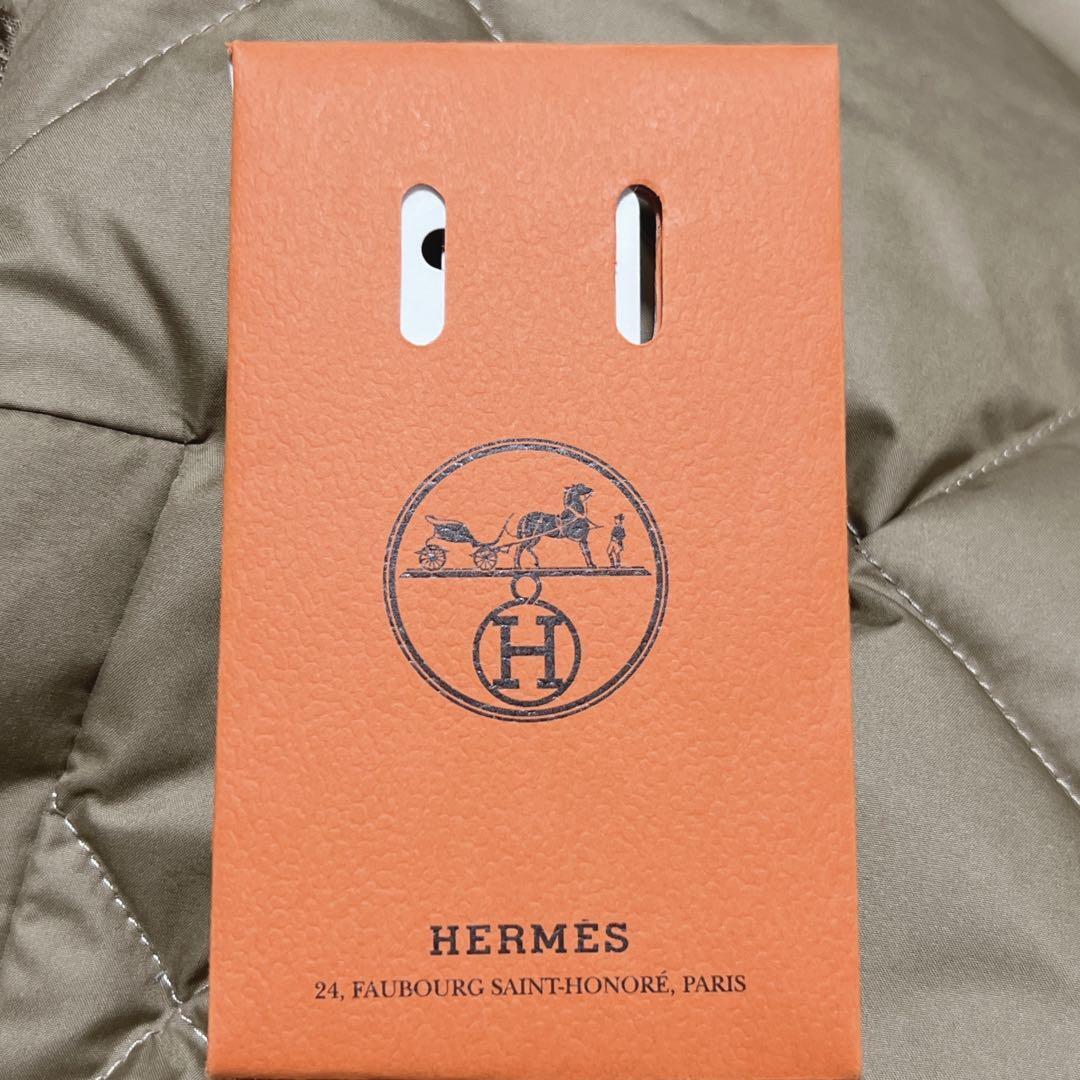 H
HERMÈS
24, FAUBOURG SAINT-HONORÉ, PARIS